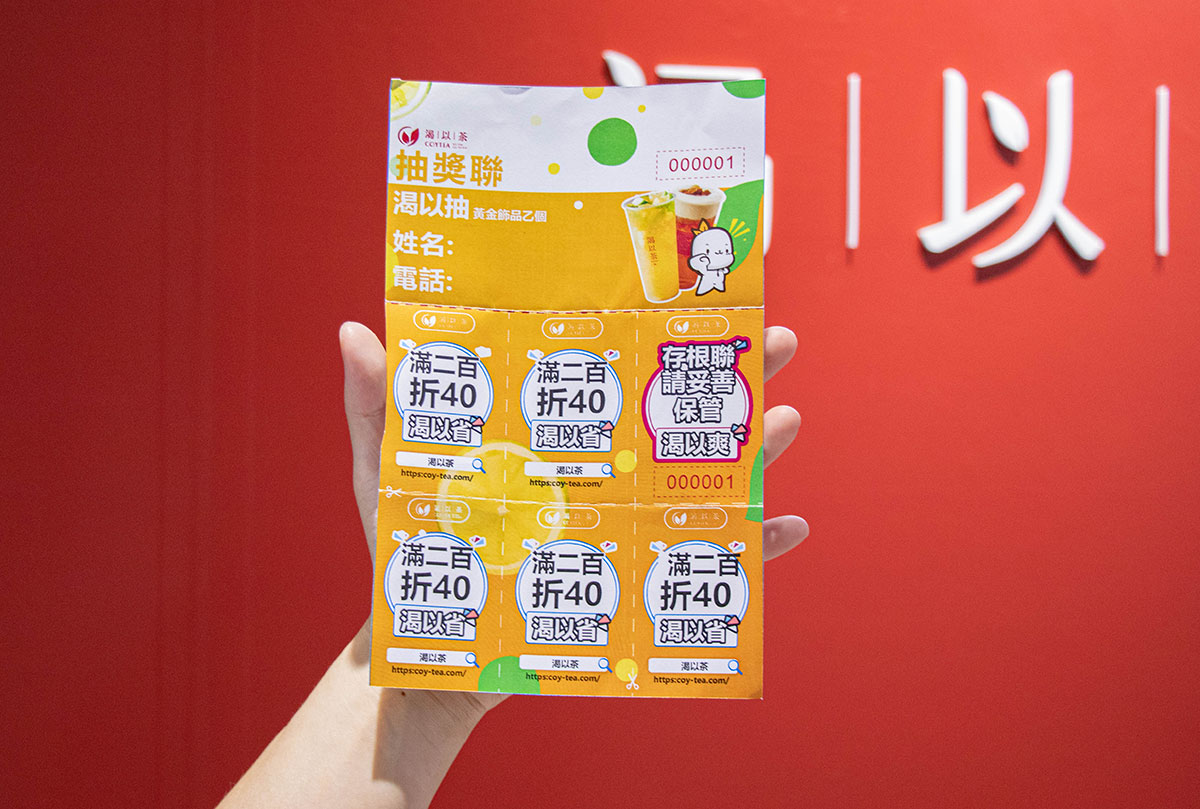 渴|以|茶
COYTEA
抽獎聯
000001
渴以抽 黃金飾品乙個
姓名:
電話:
渴以茶
滿二百
折40
渴以省
渴以茶
https:coy-tea.com/
滿二百
折40
渴以省
渴以茶
https:coy-tea.com/
存根聯
請妥善
保管
渴以爽
000001
滿二百
折40
渴以省
渴以茶
https:coy-tea.com/
滿二百
折40
渴以省
渴以茶
https:coy-tea.com/
滿二百
折40
渴以省
渴以茶
https:coy-tea.com/
以